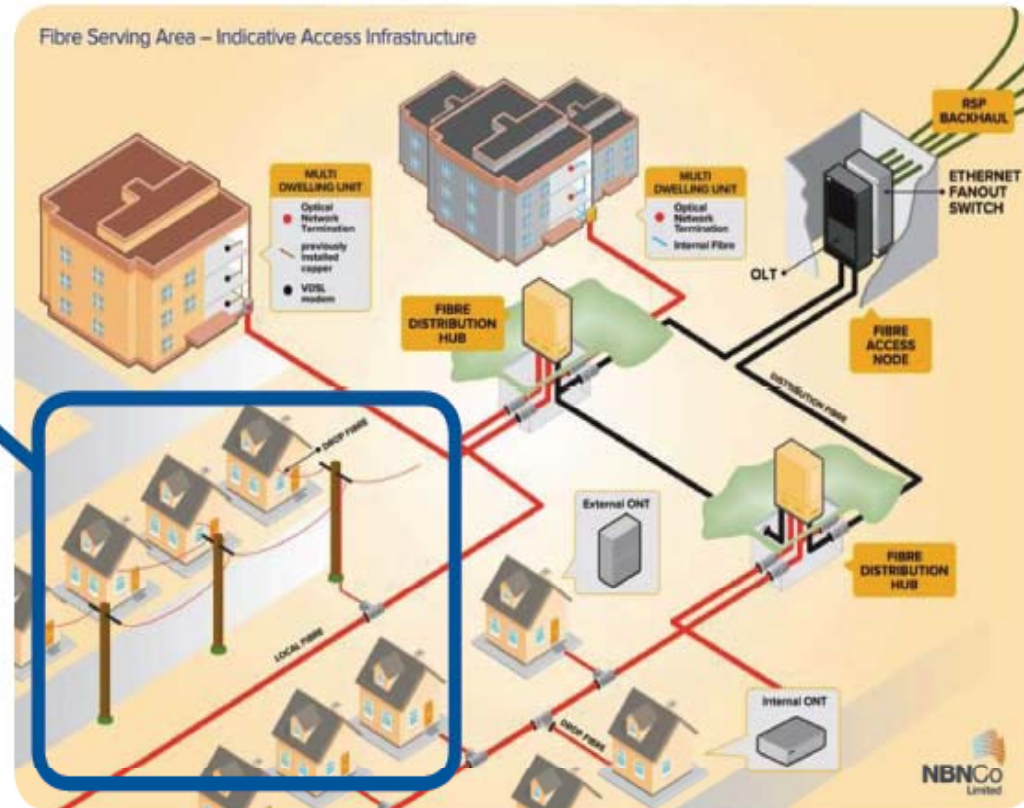 Fibre Serving Area – Indicative Access Infrastructure
RSP
BACKHAUL
ETHERNET
FANOUT
SWITCH
OLT
FIBRE
ACCESS
NODE
MULTI
DWELLING UNIT
Optical
Network
Termination
previously
installed
copper
VDSL
modem
MULTI
DWELLING UNIT
Optical
Network
Termination
Internal Fibre
FIBRE
DISTRIBUTION
HUB
DISTRIBUTION FIBRE
DROP FIBRE
External ONT
FIBRE
DISTRIBUTION
HUB
LOCAL FIBRE
DROP FIBRE
Internal ONT
NBNCo
Limited